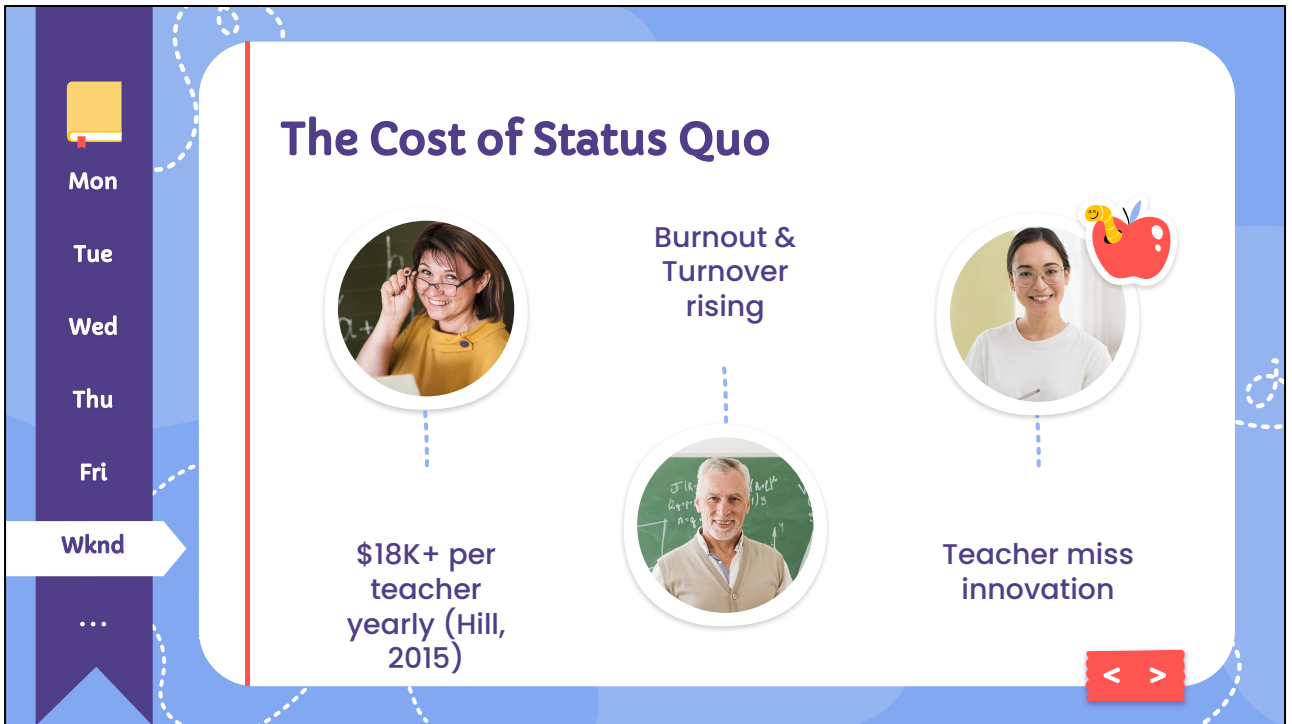 The Cost of Status Quo
Mon
Tue
Wed
Thu
Fri
Wknd
...
$18K+ per
teacher
yearly (Hill,
2015)
Burnout &
Turnover
rising
Teacher miss
innovation
< >